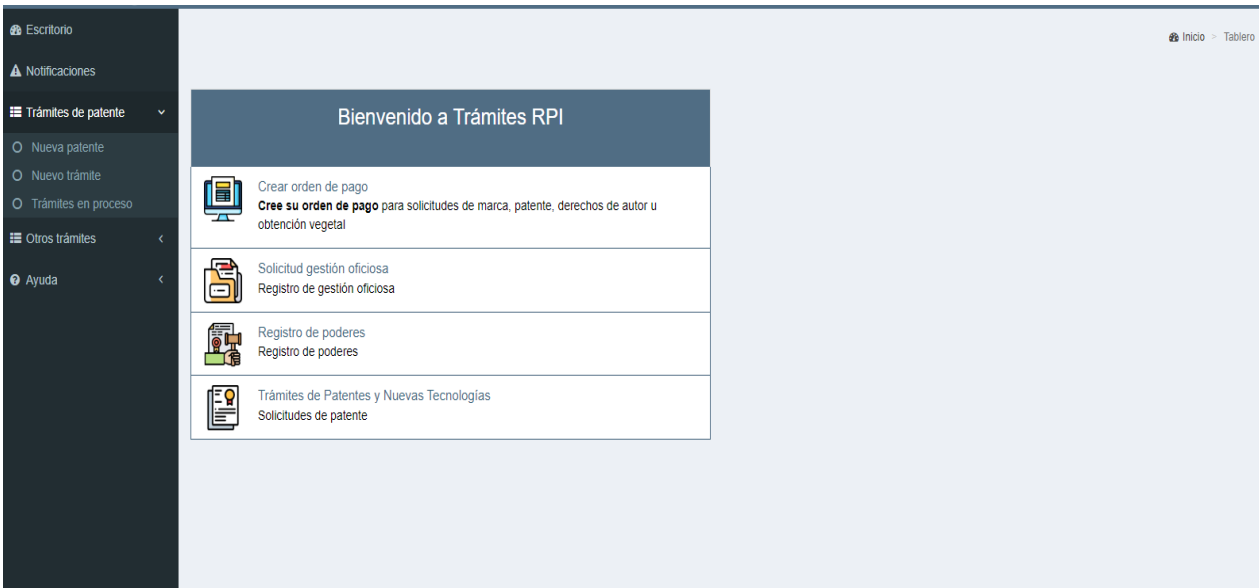 Escritorio
Inicio > Tablero
Notificaciones
Trámites de patente
Nueva patente
Nuevo trámite
Trámites en proceso
Otros trámites
Ayuda
Bienvenido a Trámites RPI
Crear orden de pago
Cree su orden de pago para solicitudes de marca, patente, derechos de autor u
obtención vegetal
Solicitud gestión oficiosa
Registro de gestión oficiosa
Registro de poderes
Registro de poderes
Trámites de Patentes y Nuevas Tecnologías
Solicitudes de patente